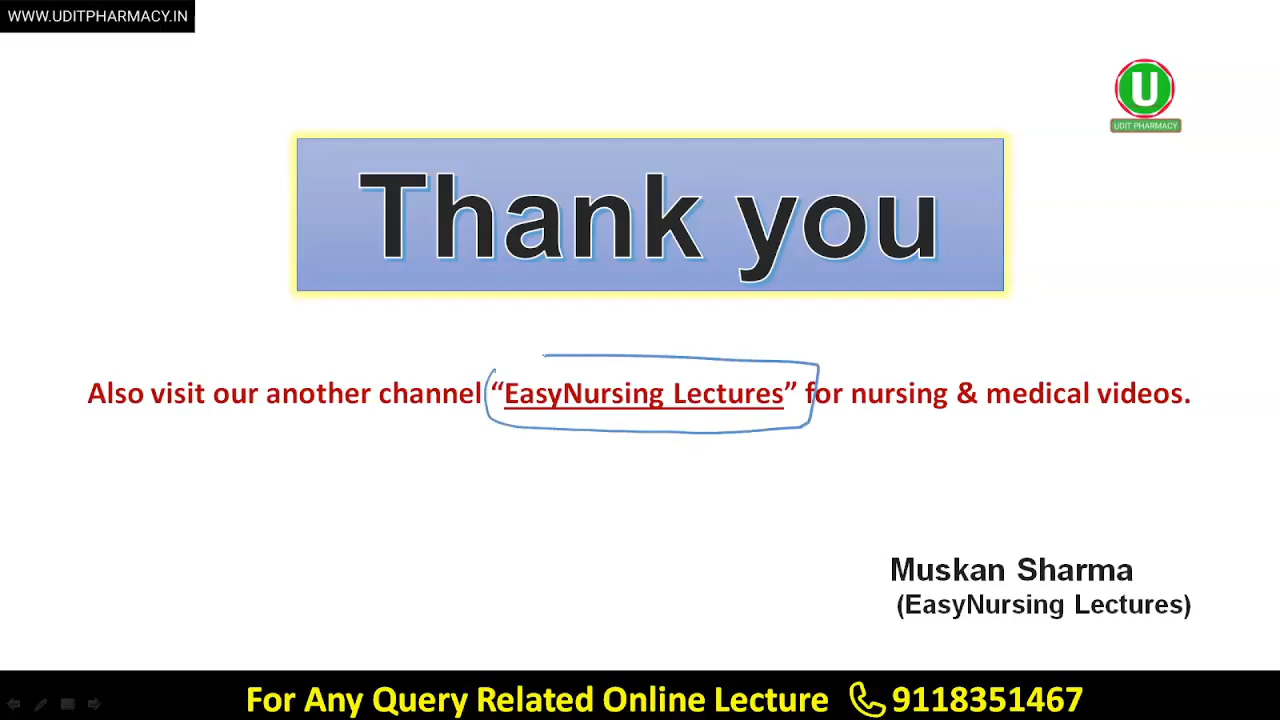 WWW.UDITPHARMACY.IN
U
UDIT PHARMACY
Thank you
Also visit our another channel “EasyNursing Lectures” for nursing & medical videos.
Muskan Sharma
(EasyNursing Lectures)
For Any Query Related Online Lecture 9118351467